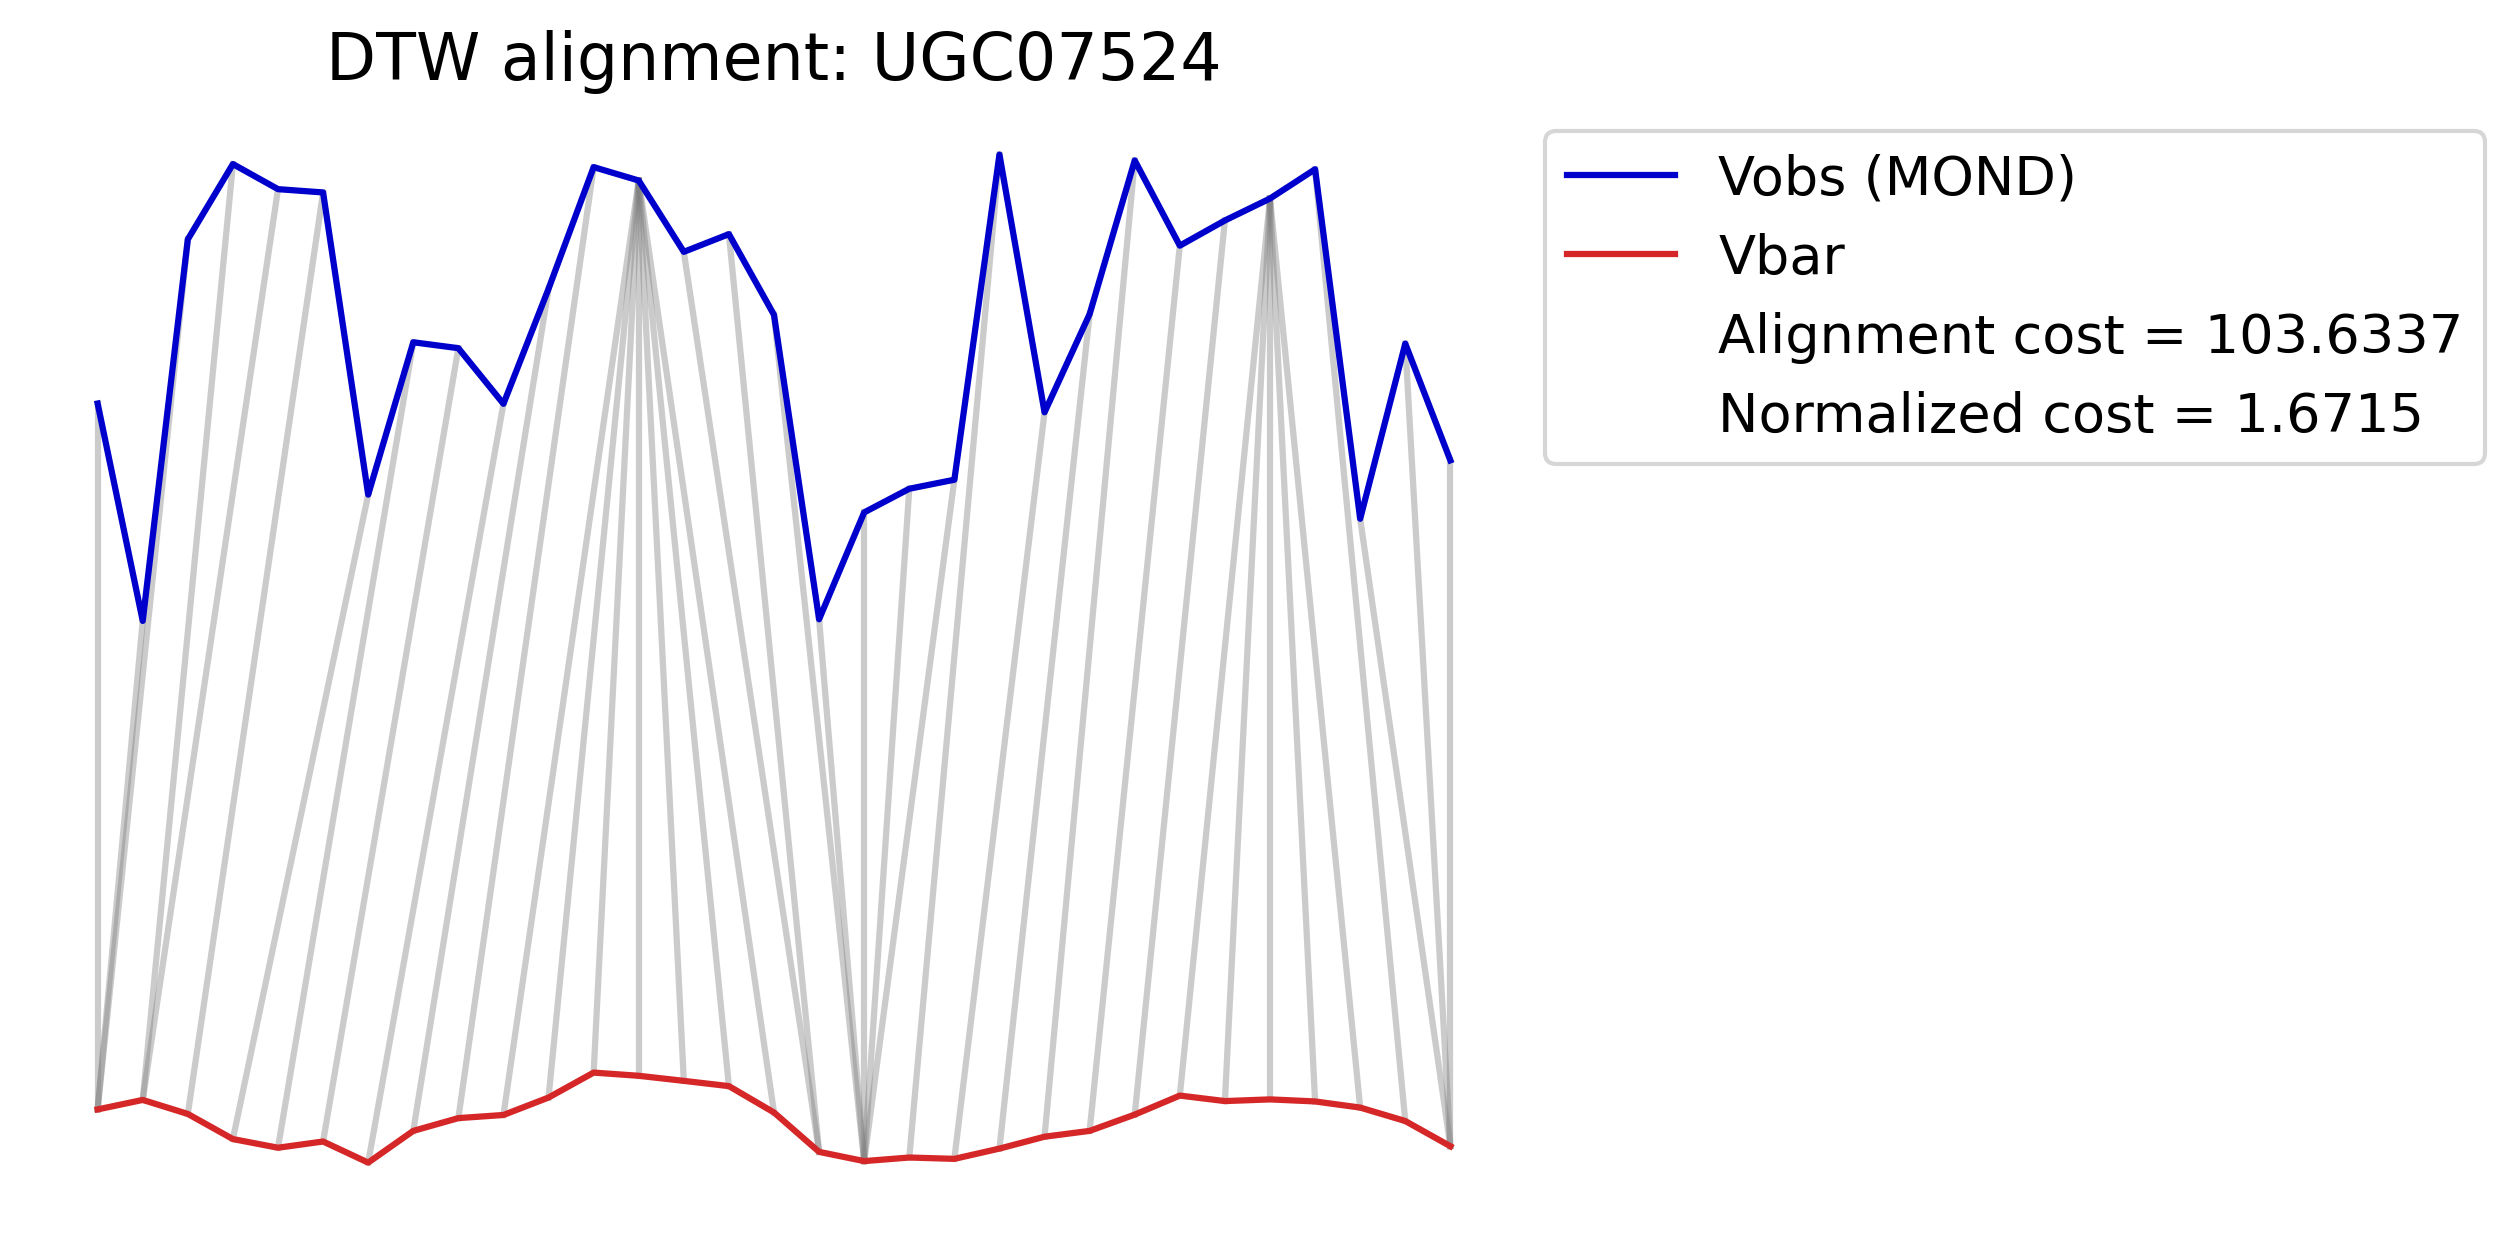 DTW alignment: UGC07524
Vobs (MOND)
Vbar
Alignment cost = 103.6337
Normalized cost = 1.6715